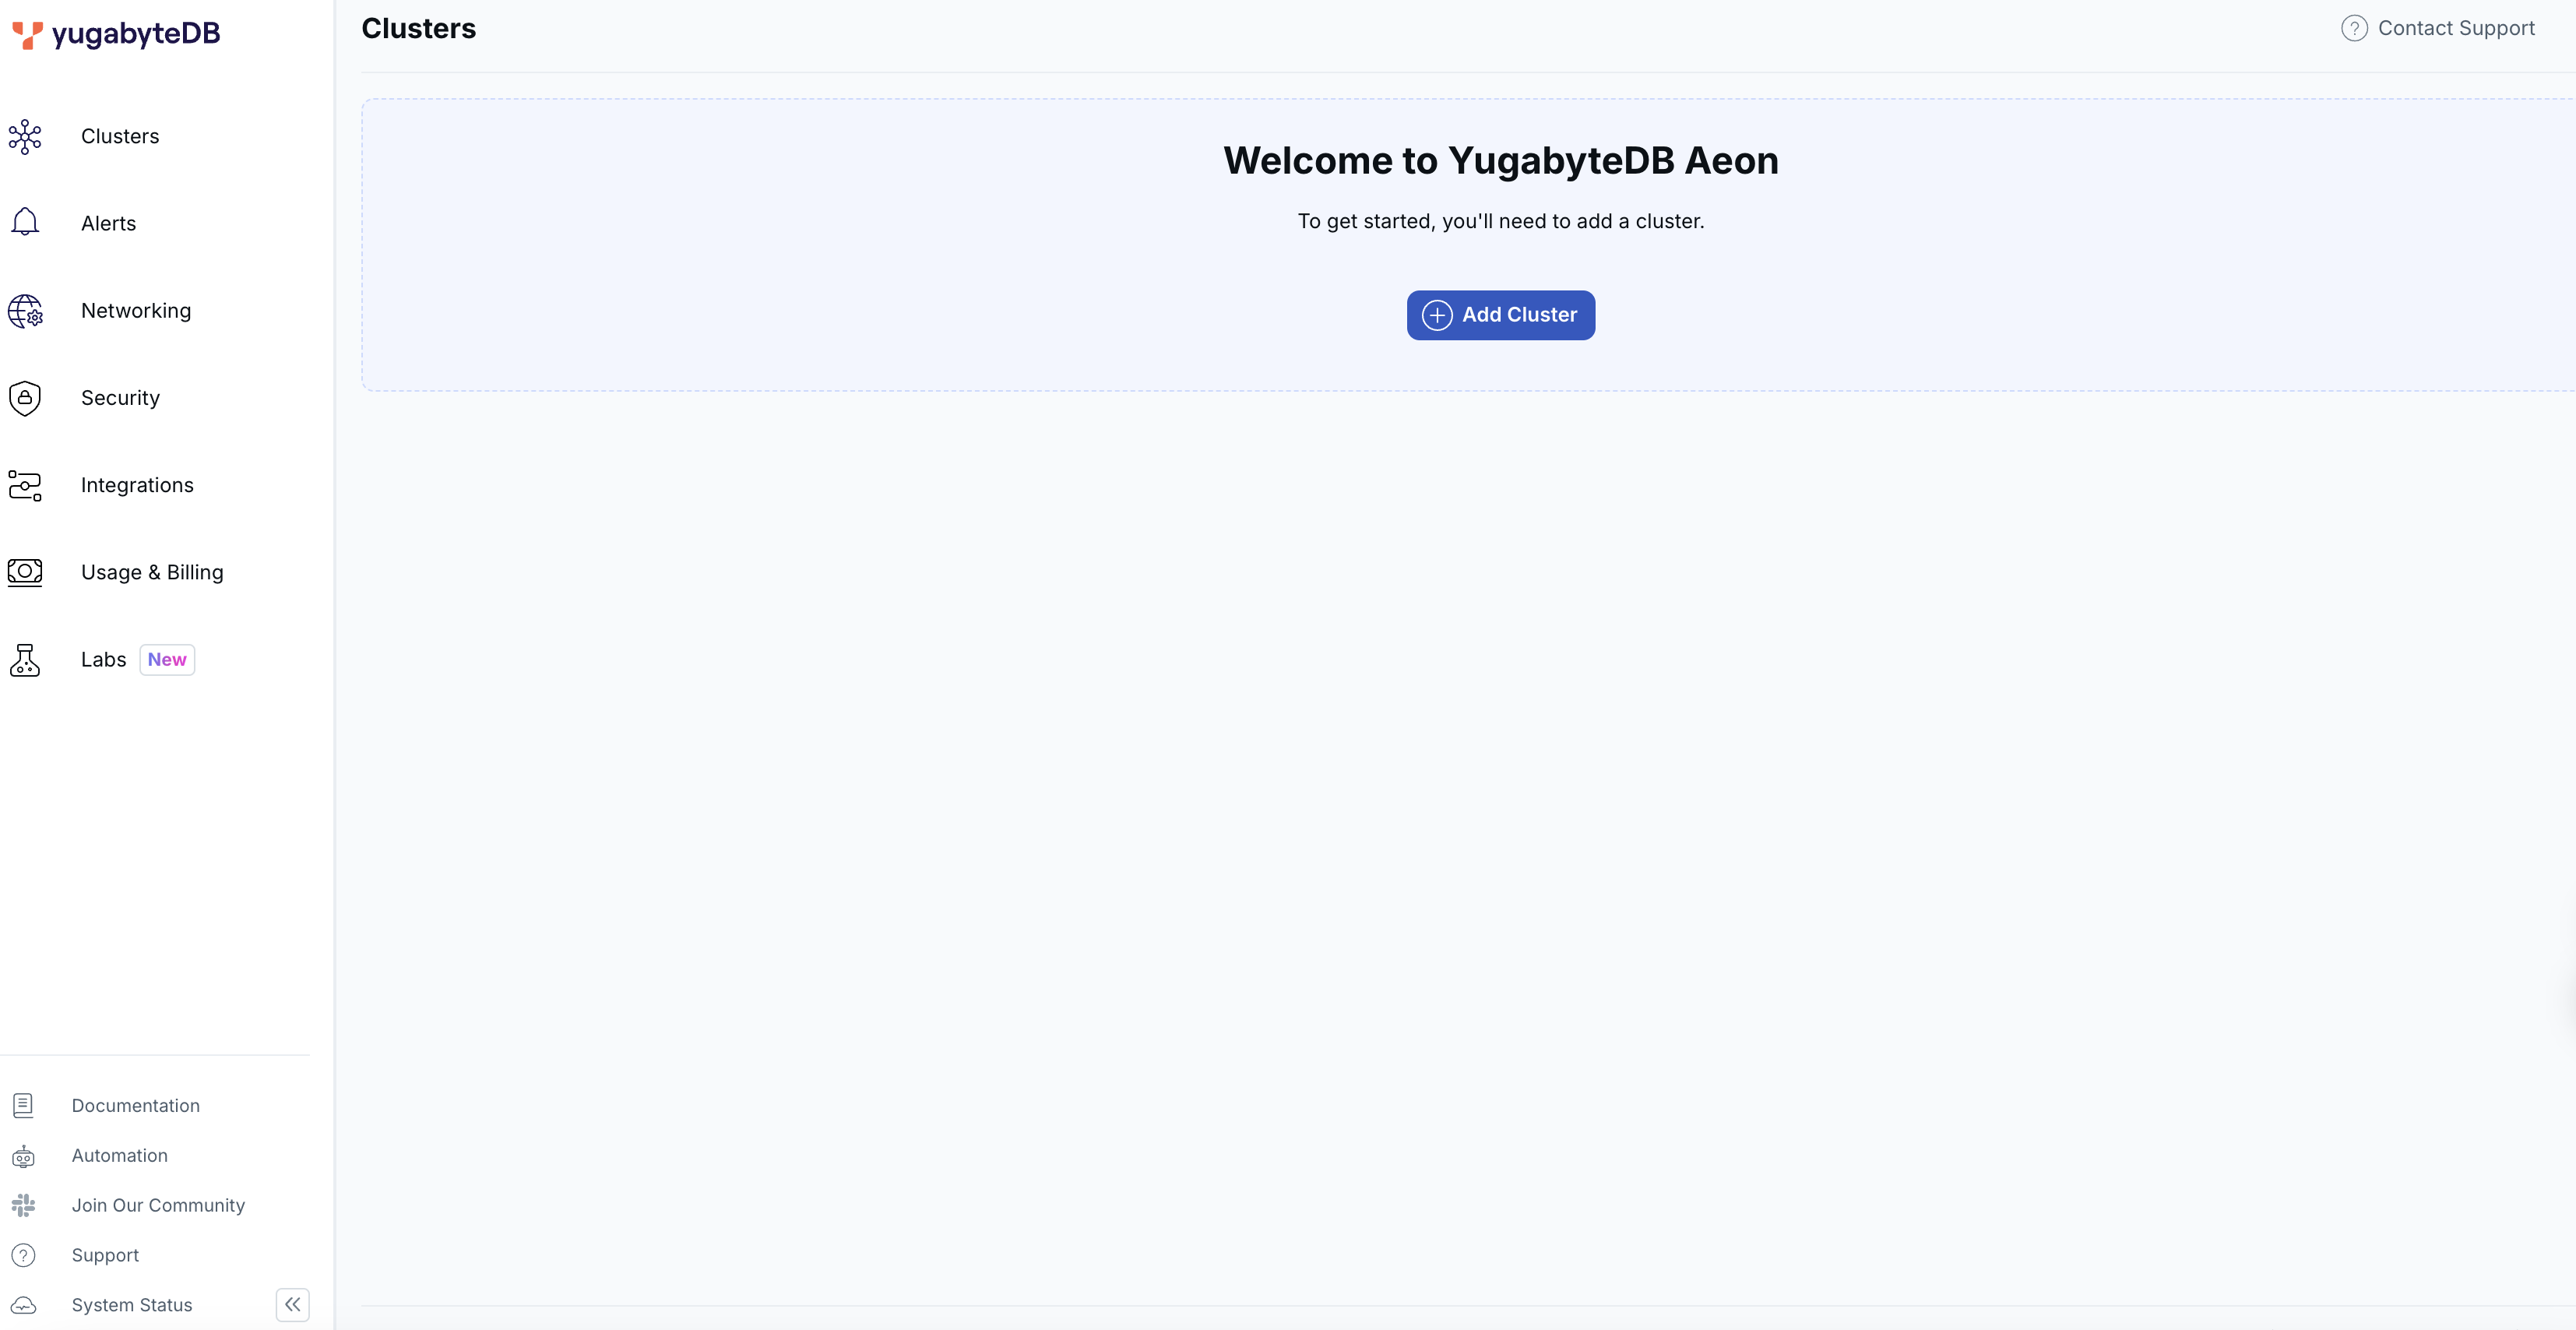 yugabyteDB
Clusters
Alerts
Networking
Security
Integrations
Usage & Billing
Labs New
Documentation
Automation
Join Our Community
Support
System Status
Clusters
Contact Support
Welcome to YugabyteDB Aeon
To get started, you'll need to add a cluster.
Add Cluster